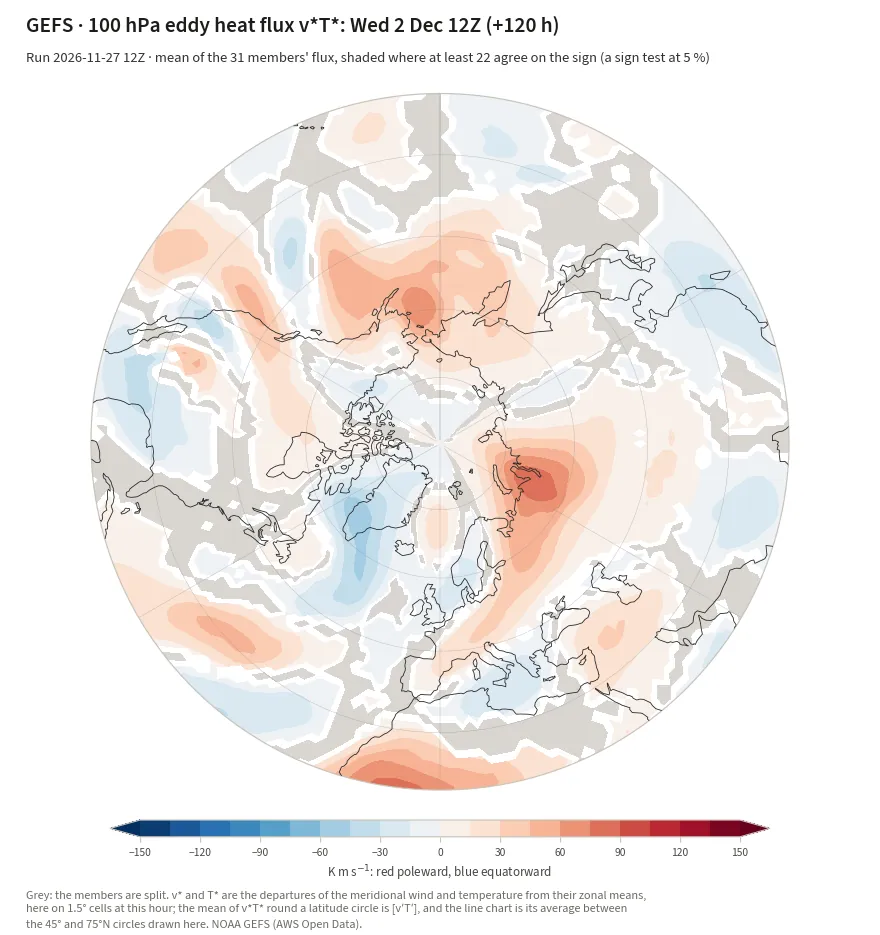 GEFS · 100 hPa eddy heat flux v*T*: Wed 2 Dec 12Z (+120 h)
Run 2026-11-27 12Z · mean of the 31 members' flux, shaded where at least 22 agree on the sign (a sign test at 5 %)
−150 −120 −90 −60 −30 0 30 60 90 120 150
K m s⁻¹: red poleward, blue equatorward
Grey: the members are split. v* and T* are the departures of the meridional wind and temperature from their zonal means,
here on 1.5° cells at this hour; the mean of v*T* round a latitude circle is [v'T'], and the line chart is its average between
the 45° and 75°N circles drawn here. NOAA GEFS (AWS Open Data).